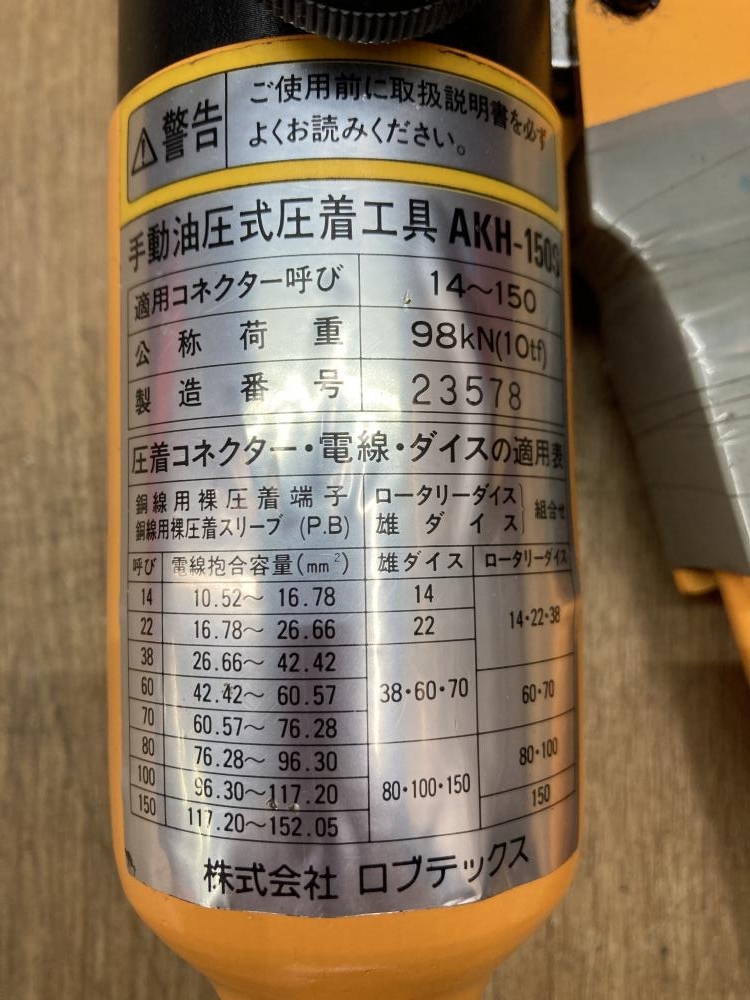 警告
ご使用前に取扱説明書を必ず
よくお読みください。
手動油圧式圧着工具 AKH-150S
適用コネクター呼び 14〜150
公称荷重 98kN(10tf)
製造番号 23578
圧着コネクター・電線・ダイスの適用表
銅線用裸圧着端子 ロータリーダイス 組合せ
銅線用裸圧着スリーブ (P.B) 雄ダイス
呼び 電線抱合容量(mm²) 雄ダイス ロータリーダイス
14 10.52〜16.78 14 14・22・38
22 16.78〜26.66 22
38 26.66〜42.42 38・60・70
60 42.42〜60.57 60・70
70 60.57〜76.28
80 76.28〜96.30 80・100・150 80・100
100 96.30〜117.20
150 117.20〜152.05 150
株式会社 ロブテックス